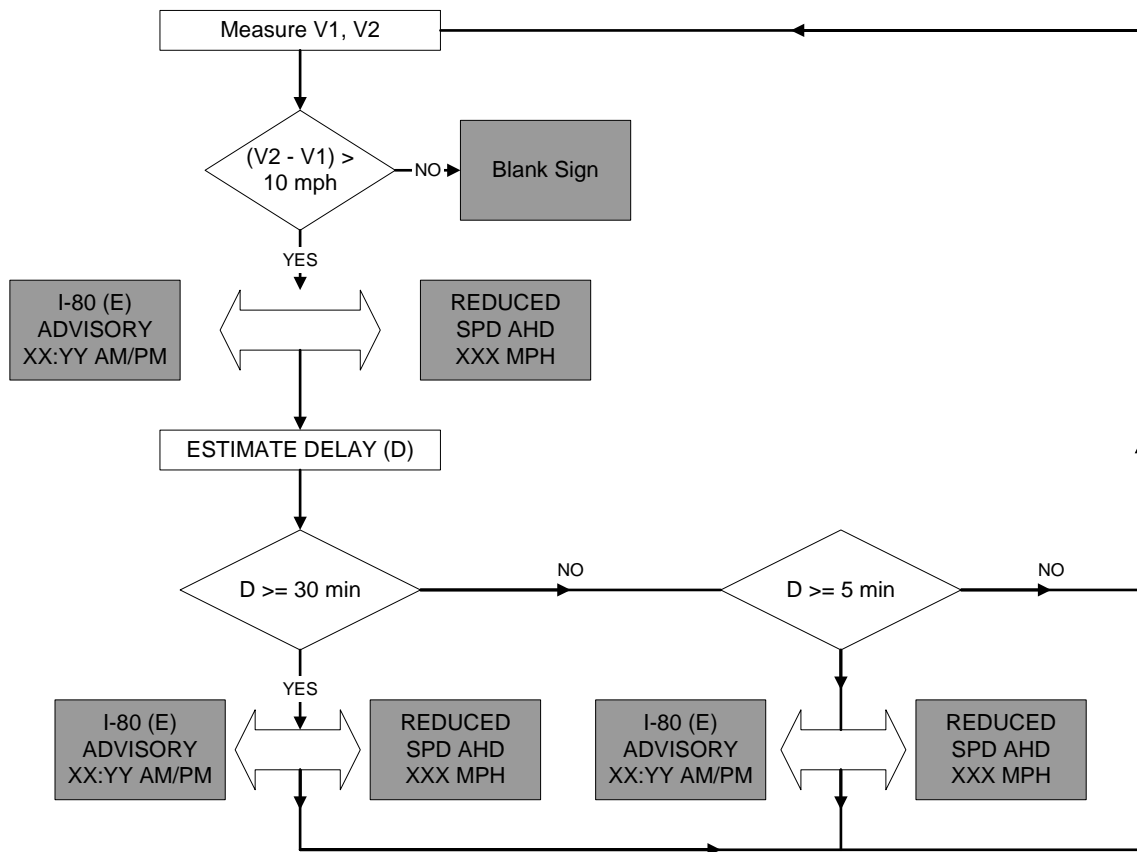 Measure V1, V2
(V2 - V1) >
10 mph
NO
Blank Sign
YES
I-80 (E)
ADVISORY
XX:YY AM/PM
REDUCED
SPD AHD
XXX MPH
ESTIMATE DELAY (D)
D >= 30 min
NO
D >= 5 min
NO
YES
I-80 (E)
ADVISORY
XX:YY AM/PM
REDUCED
SPD AHD
XXX MPH
I-80 (E)
ADVISORY
XX:YY AM/PM
REDUCED
SPD AHD
XXX MPH